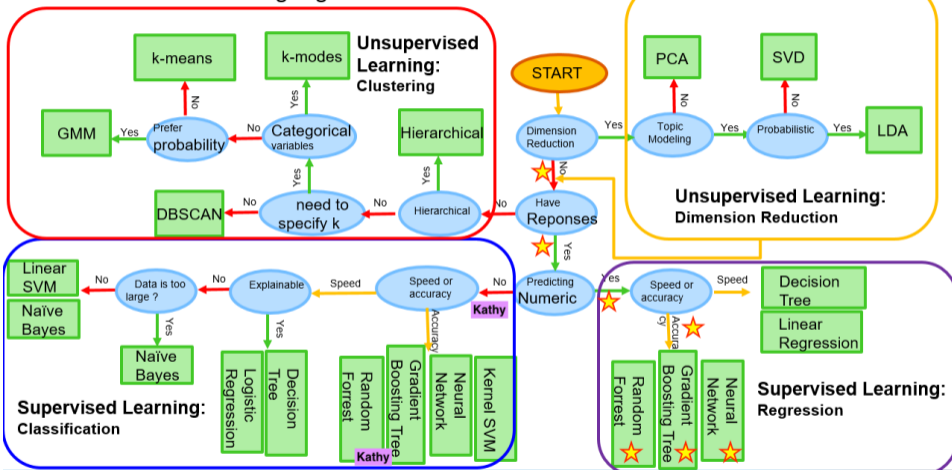 Unsupervised
Learning:
Clustering
k-means
k-modes
START
PCA
SVD
No
Yes
No
No
GMM
Yes
Prefer
probability
No
Categorical
variables
Hierarchical
Dimension
Reduction
Yes
Topic
Modeling
Yes
Probabilistic
Yes
LDA
Yes
Yes
No
DBSCAN
No
need to
specify k
No
Hierarchical
No
Have
Reponses
Unsupervised Learning:
Dimension Reduction
Yes
Linear
SVM
No
Data is too
large ?
No
Explainable
Speed
Speed or
accuracy
No
Predicting
Numeric
Yes
Speed or
accuracy
Speed
Decision
Tree
Naïve
Bayes
Kathy
Linear
Regression
Yes
Yes
Accuracy
Accura
cy
Naïve
Bayes
Logistic
Regression
Decision
Tree
Random
Forrest
Gradient
Boosting Tree
Neural
Network
Kernel SVM
Random
Forrest
Gradient
Boosting Tree
Neural
Network
Supervised Learning:
Classification
Supervised Learning:
Regression
Kathy